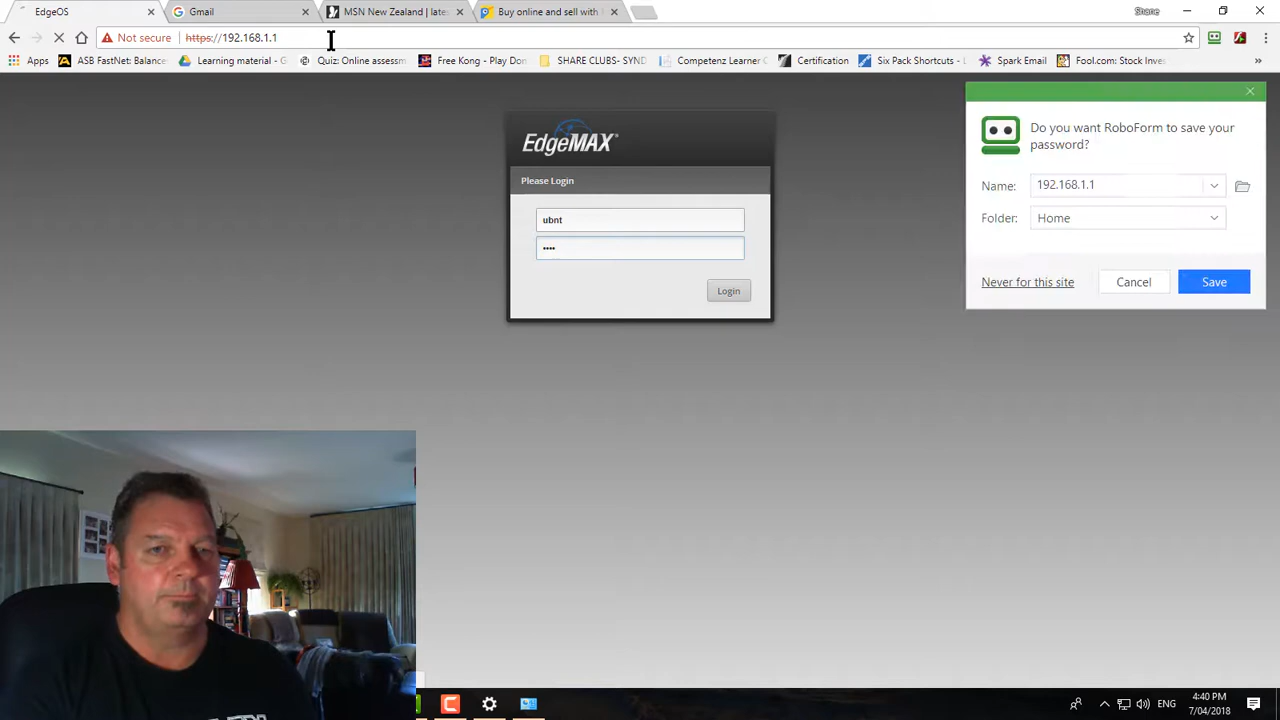 EdgeOS
Gmail
MSN New Zealand | late
Buy online and sell with
Shane
Not secure
https://192.168.1.1
Apps
ASB FastNet: Balance
Learning material - G
Quiz: Online assessm
Free Kong - Play Don
SHARE CLUBS- SYND
Competenz Learner C
Certification
Six Pack Shortcuts - L
Spark Email
Fool.com: Stock Inves
»
EdgeMAX®
Please Login
ubnt
••••
Login
Do you want RoboForm to save your
password?
Name: 192.168.1.1
Folder: Home
Never for this site
Cancel
Save
ENG
4:40 PM
7/04/2018